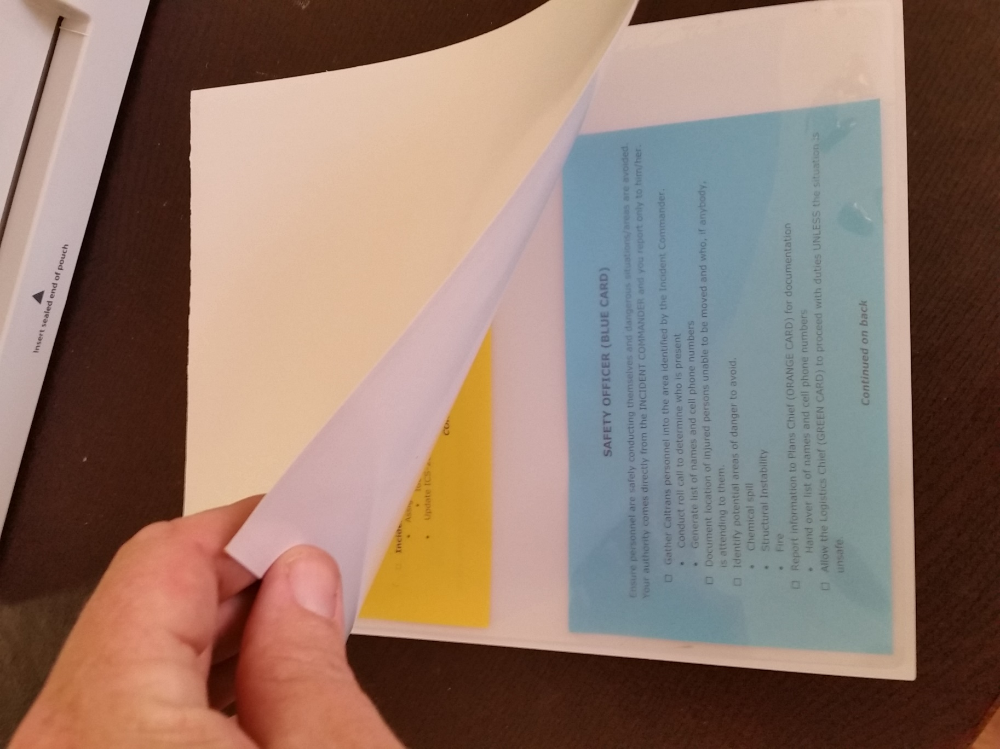 Insert sealed end of pouch
• Update ICS
SAFETY OFFICER (BLUE CARD)
Ensure personnel are safely conducting themselves and dangerous situations/areas are avoided.
Your authority comes directly from the INCIDENT COMMANDER and you report only to him/her.
☐ Gather Caltrans personnel into the area identified by the Incident Commander.
• Conduct roll call to determine who is present
• Generate list of names and cell phone numbers
☐ Document location of injured persons unable to be moved and who, if anybody,
is attending to them.
☐ Identify potential areas of danger to avoid.
• Chemical spill
• Structural Instability
• Fire
☐ Report information to Plans Chief (ORANGE CARD) for documentation
• Hand over list of names and cell phone numbers
☐ Allow the Logistics Chief (GREEN CARD) to proceed with duties UNLESS the situation is
unsafe.
Continued on back